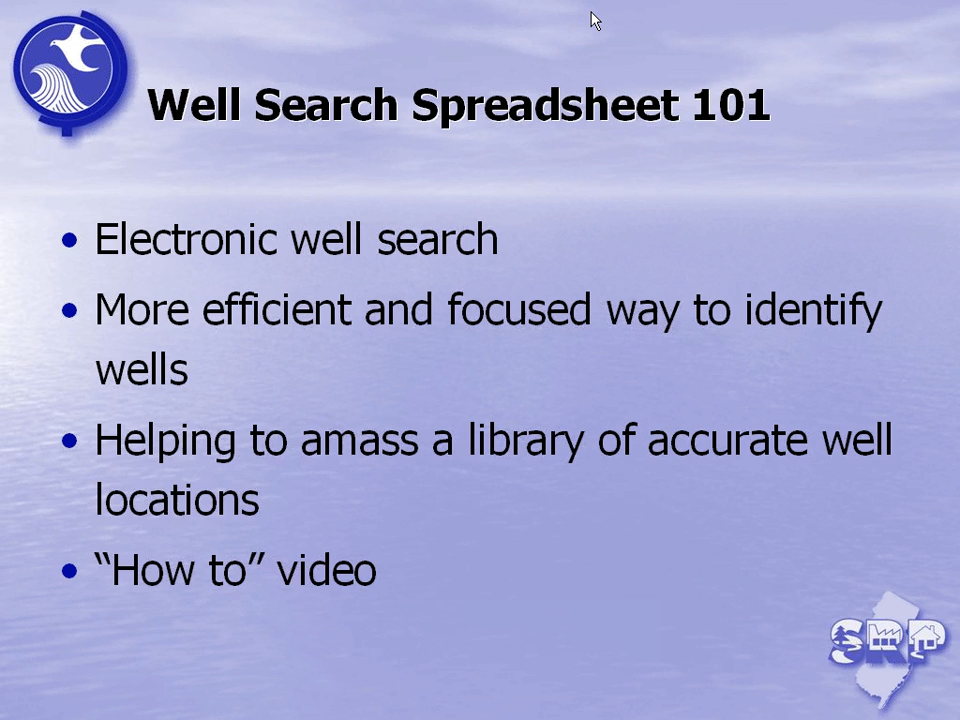 Well Search Spreadsheet 101
• Electronic well search
• More efficient and focused way to identify
wells
• Helping to amass a library of accurate well
locations
• “How to” video
SRP